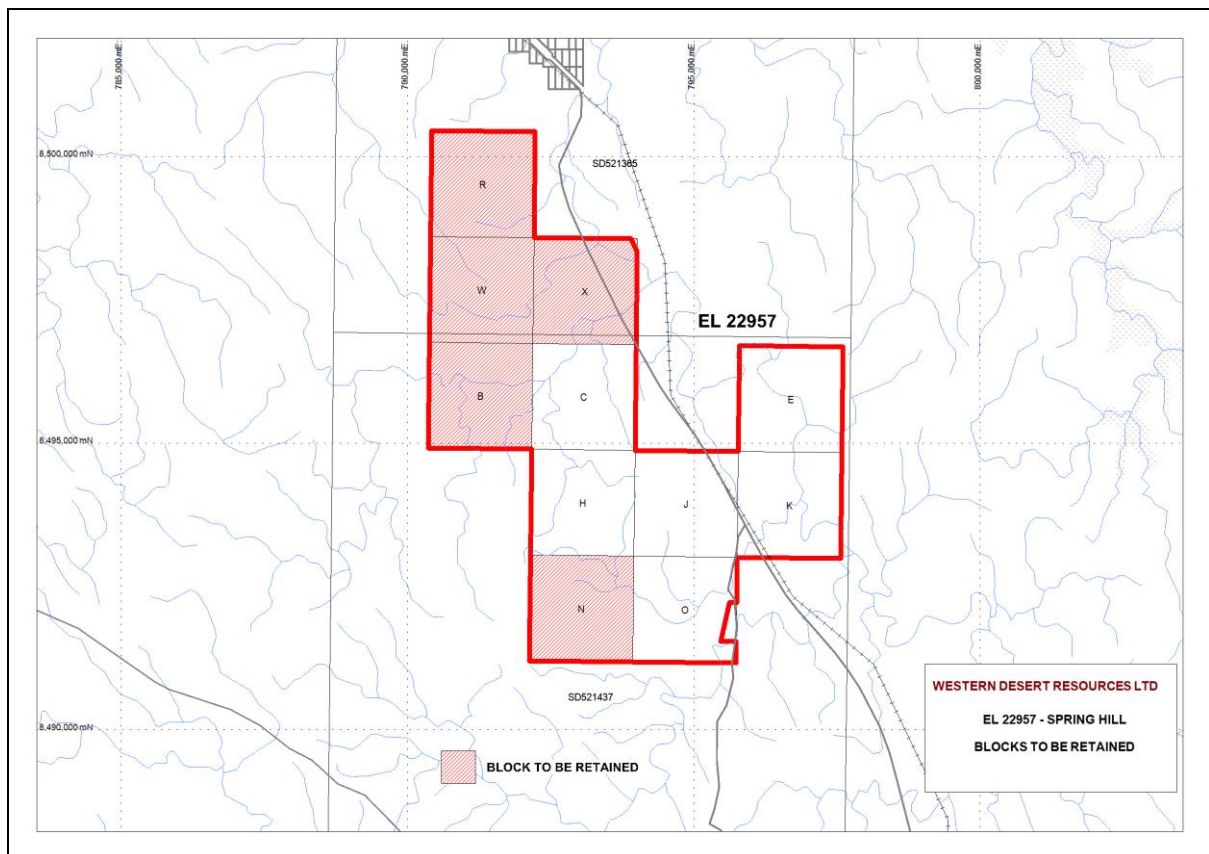 785,000 mE
790,000 mE
795,000 mE
800,000 mE
8,500,000 mN
SD521365
R
W
X
EL 22957
B
C
E
8,495,000 mN
H
J
K
N
O
SD521437
WESTERN DESERT RESOURCES LTD
EL 22957 - SPRING HILL
BLOCKS TO BE RETAINED
8,490,000 mN
BLOCK TO BE RETAINED